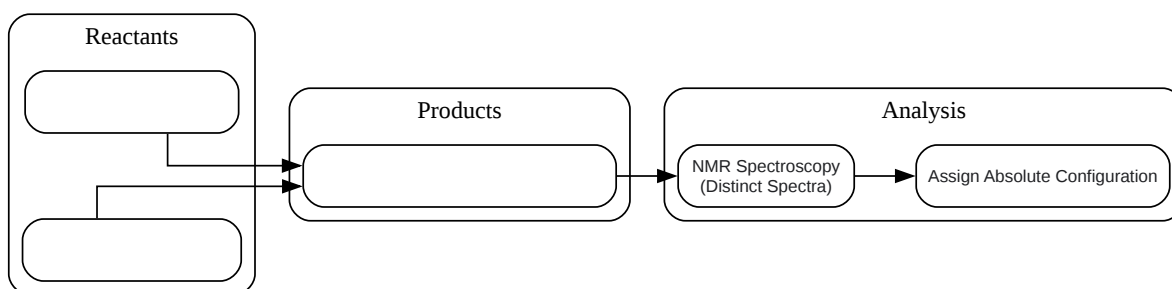 Reactants
Products
Analysis
NMR Spectroscopy
(Distinct Spectra)
Assign Absolute Configuration